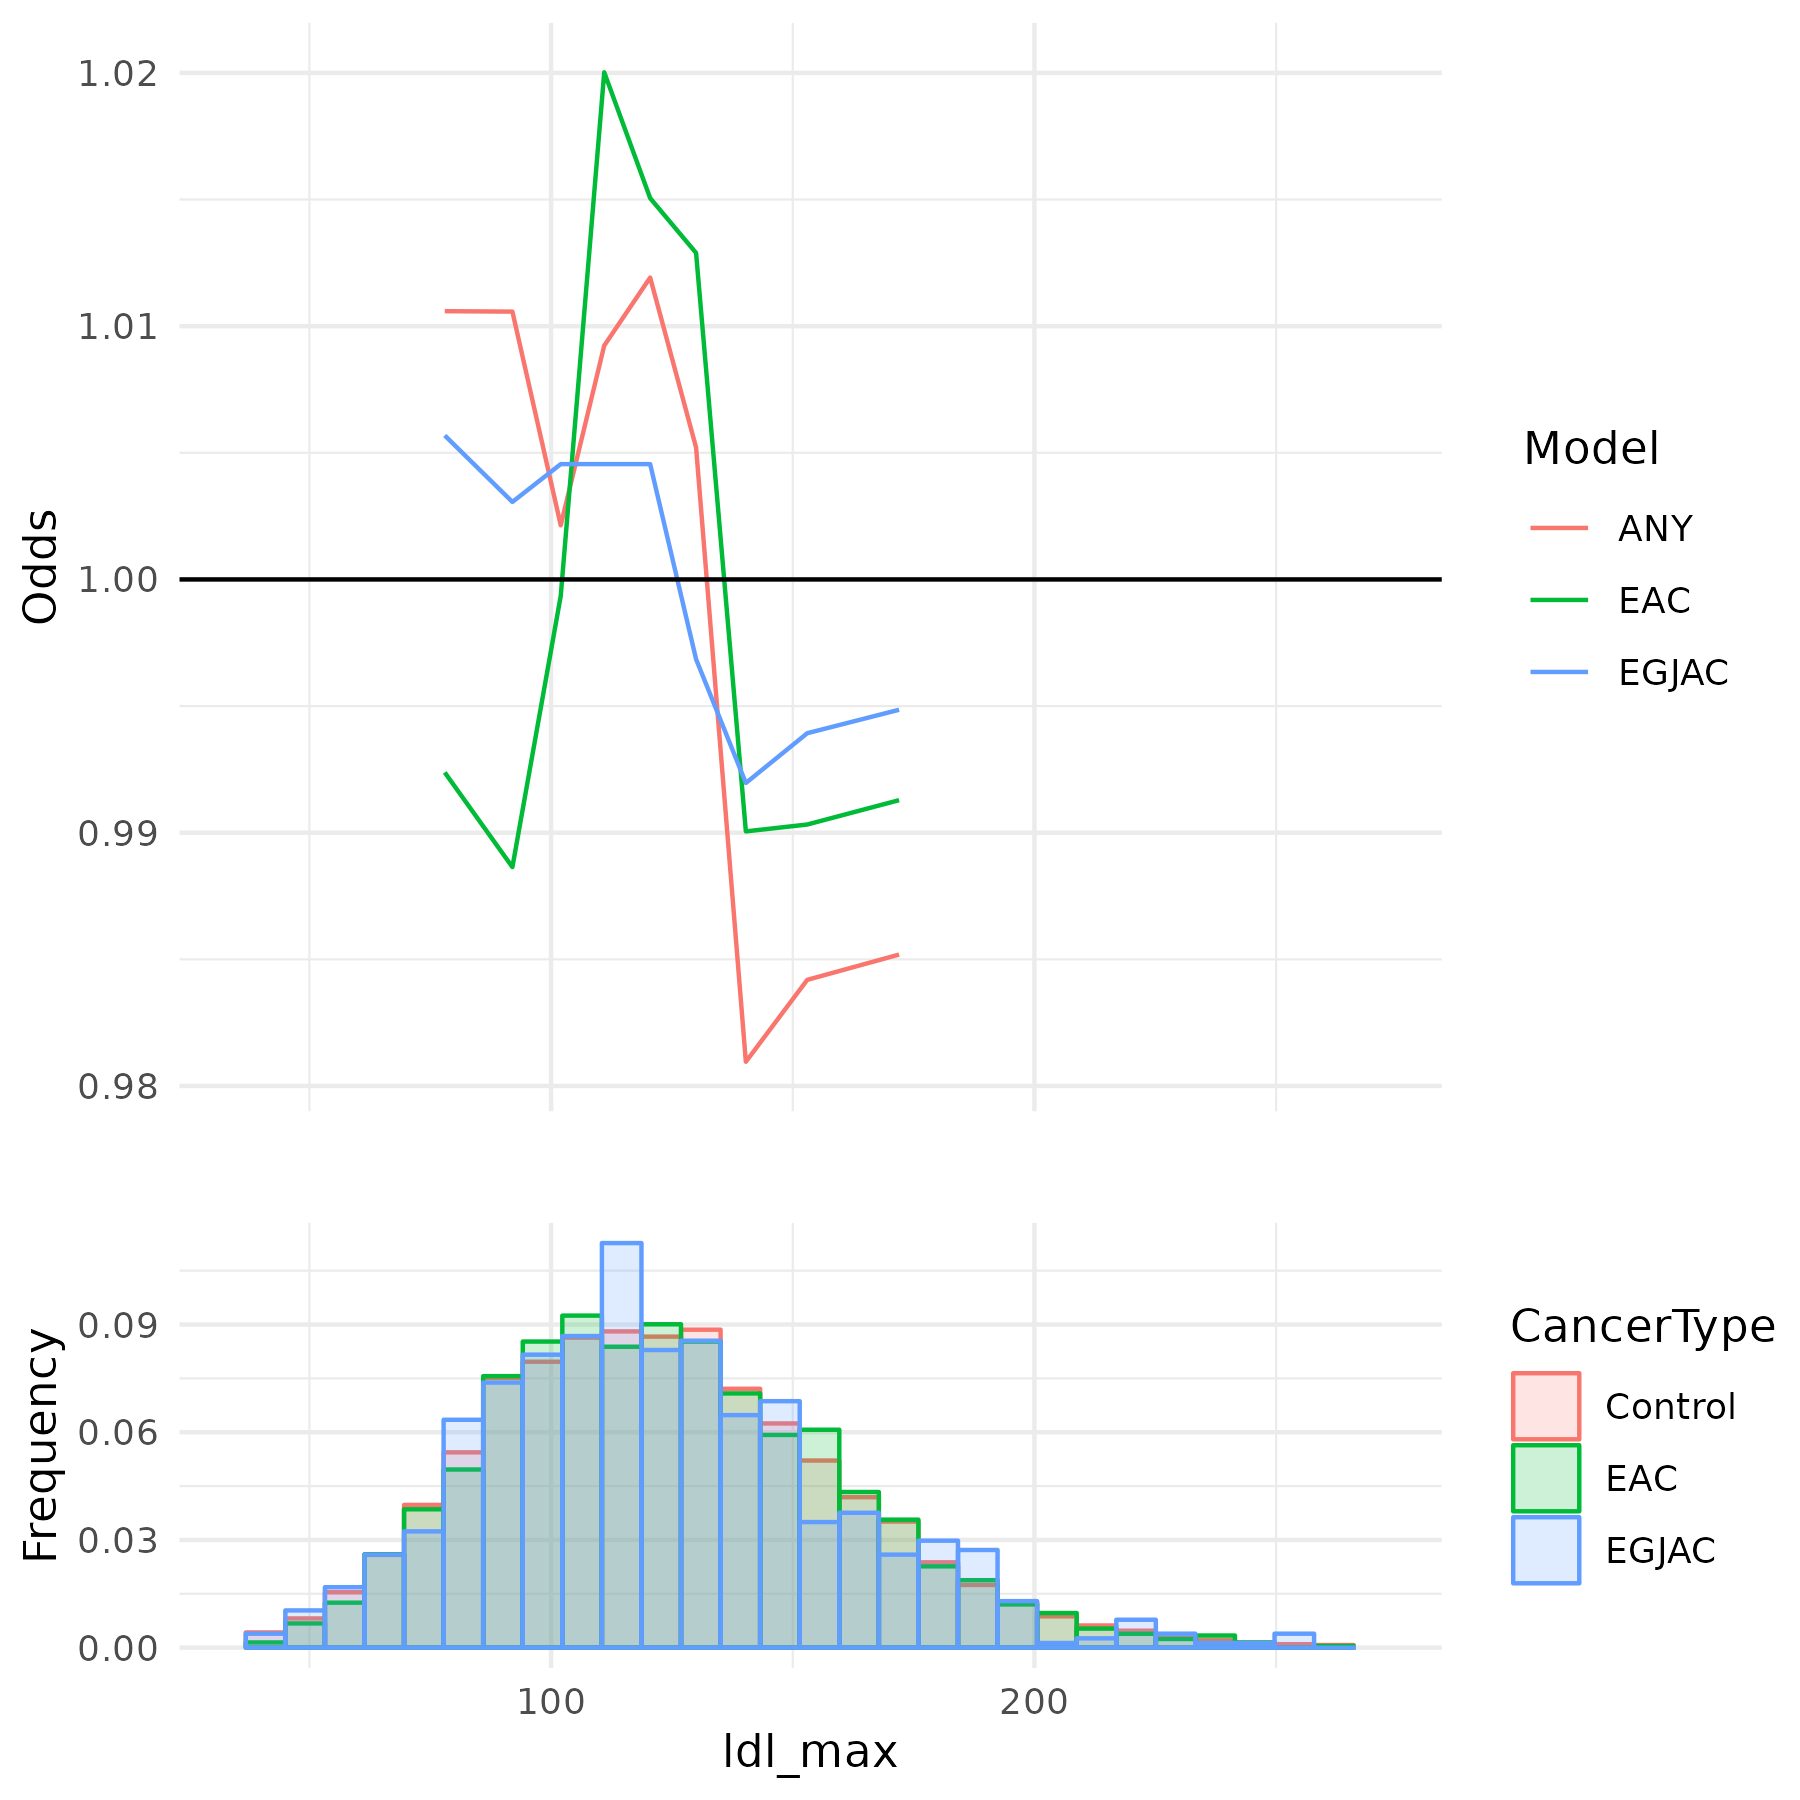 1.02
1.01
1.00
0.99
0.98
Odds
Model
ANY
EAC
EGJAC
0.09
0.06
0.03
0.00
Frequency
100
200
ldl_max
CancerType
Control
EAC
EGJAC